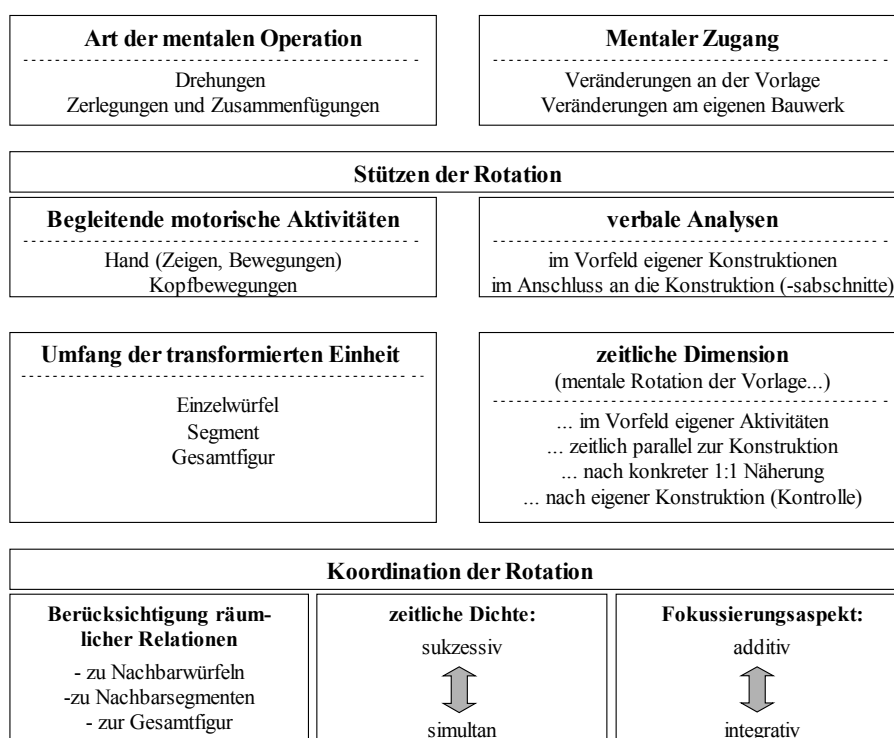 Art der mentalen Operation
Drehungen
Zerlegungen und Zusammenfügungen
Mentaler Zugang
Veränderungen an der Vorlage
Veränderungen am eigenen Bauwerk
Stützen der Rotation
Begleitende motorische Aktivitäten
Hand (Zeigen, Bewegungen)
Kopfbewegungen
verbale Analysen
im Vorfeld eigener Konstruktionen
im Anschluss an die Konstruktion (-sabschnitte)
Umfang der transformierten Einheit
Einzelwürfel
Segment
Gesamtfigur
zeitliche Dimension
(mentale Rotation der Vorlage...)
... im Vorfeld eigener Aktivitäten
... zeitlich parallel zur Konstruktion
... nach konkreter 1:1 Näherung
... nach eigener Konstruktion (Kontrolle)
Koordination der Rotation
Berücksichtigung räum-
licher Relationen
- zu Nachbarwürfeln
-zu Nachbarsegmenten
- zur Gesamtfigur
zeitliche Dichte:
sukzessiv
simultan
Fokussierungsaspekt:
additiv
integrativ